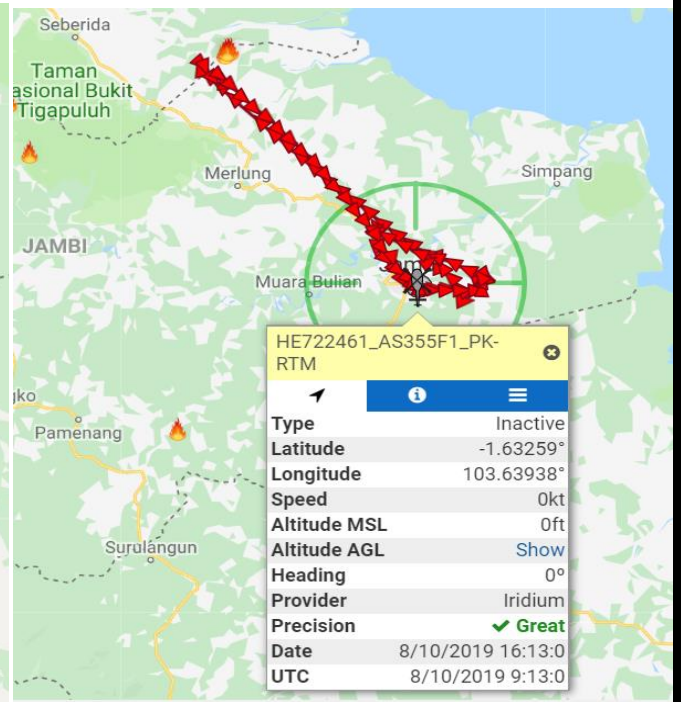 Seberida
Taman
asional Bukit
Tigapuluh
Merlung
Simpang
JAMBI
Muara Bulian
HE722461_AS355F1_PK-
RTM
jko
Pamenang
Surulangun
Type Inactive
Latitude -1.63259°
Longitude 103.63938°
Speed 0kt
Altitude MSL 0ft
Altitude AGL Show
Heading 0°
Provider Iridium
Precision ✔ Great
Date 8/10/2019 16:13:0
UTC 8/10/2019 9:13:0